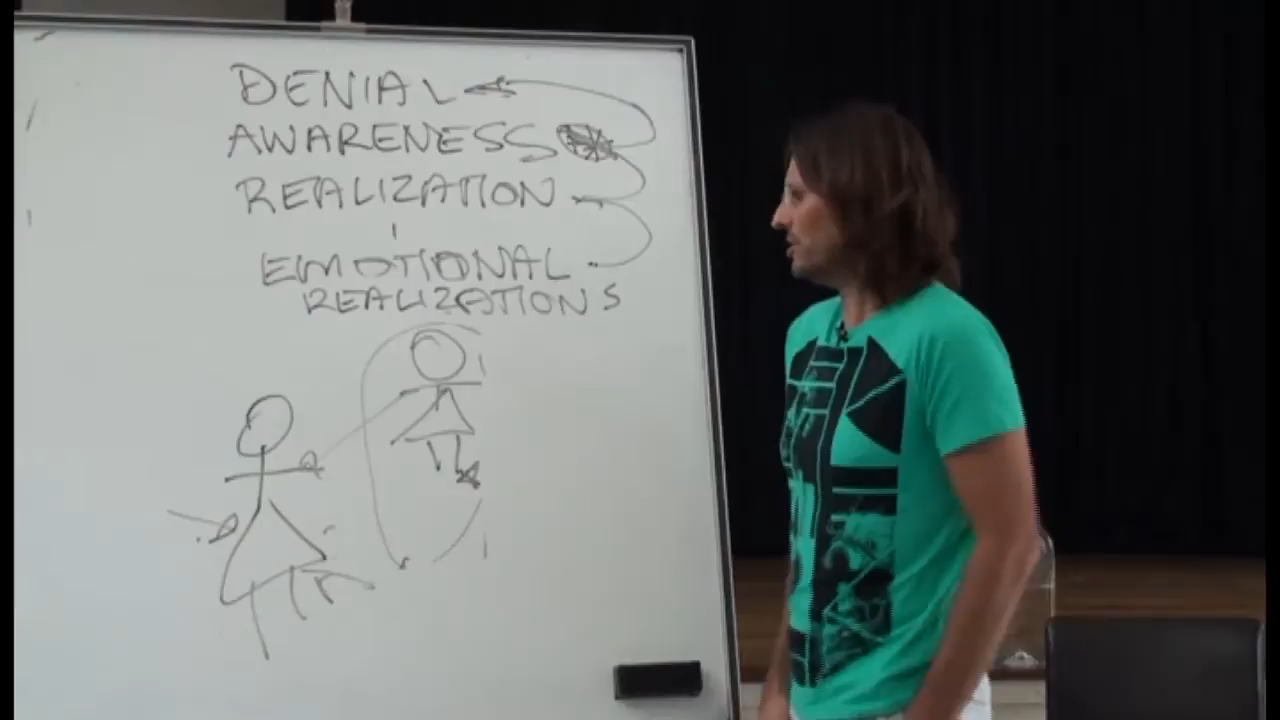 DENIAL
AWARENESS
REALIZATION
EMOTIONAL
REALIZATIONS